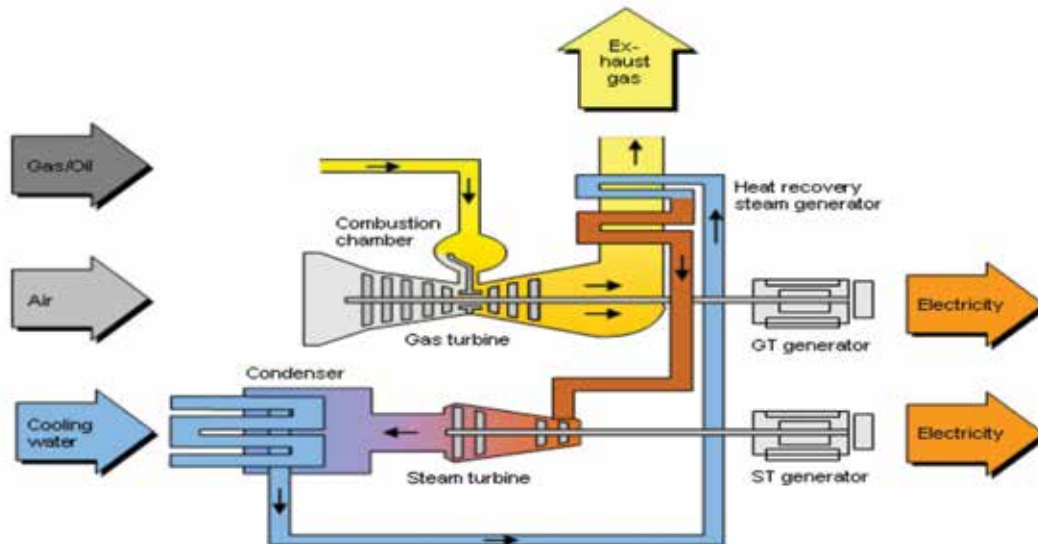 Ex-
haust
gas
Gas/Oil
Heat recovery
steam generator
Combustion
chamber
Air
Electricity
Gas turbine
GT generator
Condenser
Cooling
water
Electricity
Steam turbine
ST generator